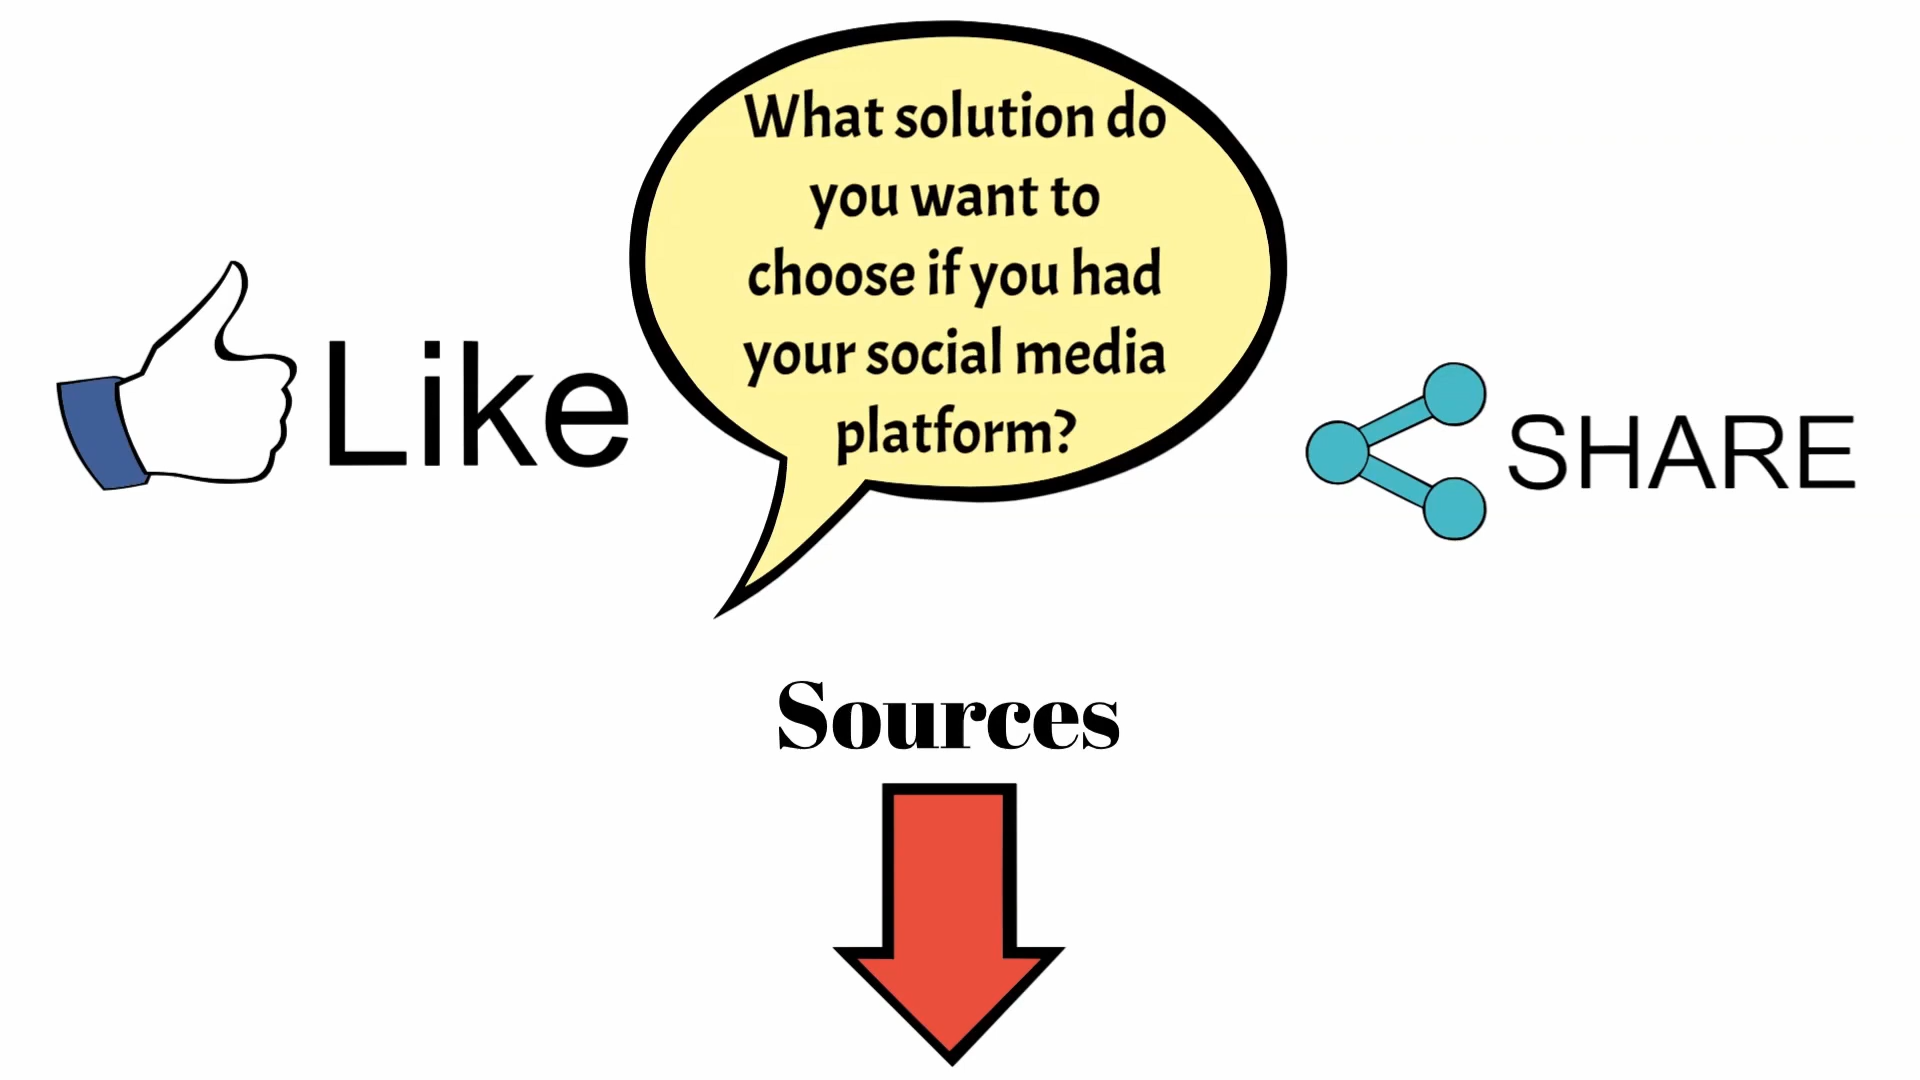 What solution do
you want to
choose if you had
your social media
platform?
Like
SHARE
Sources